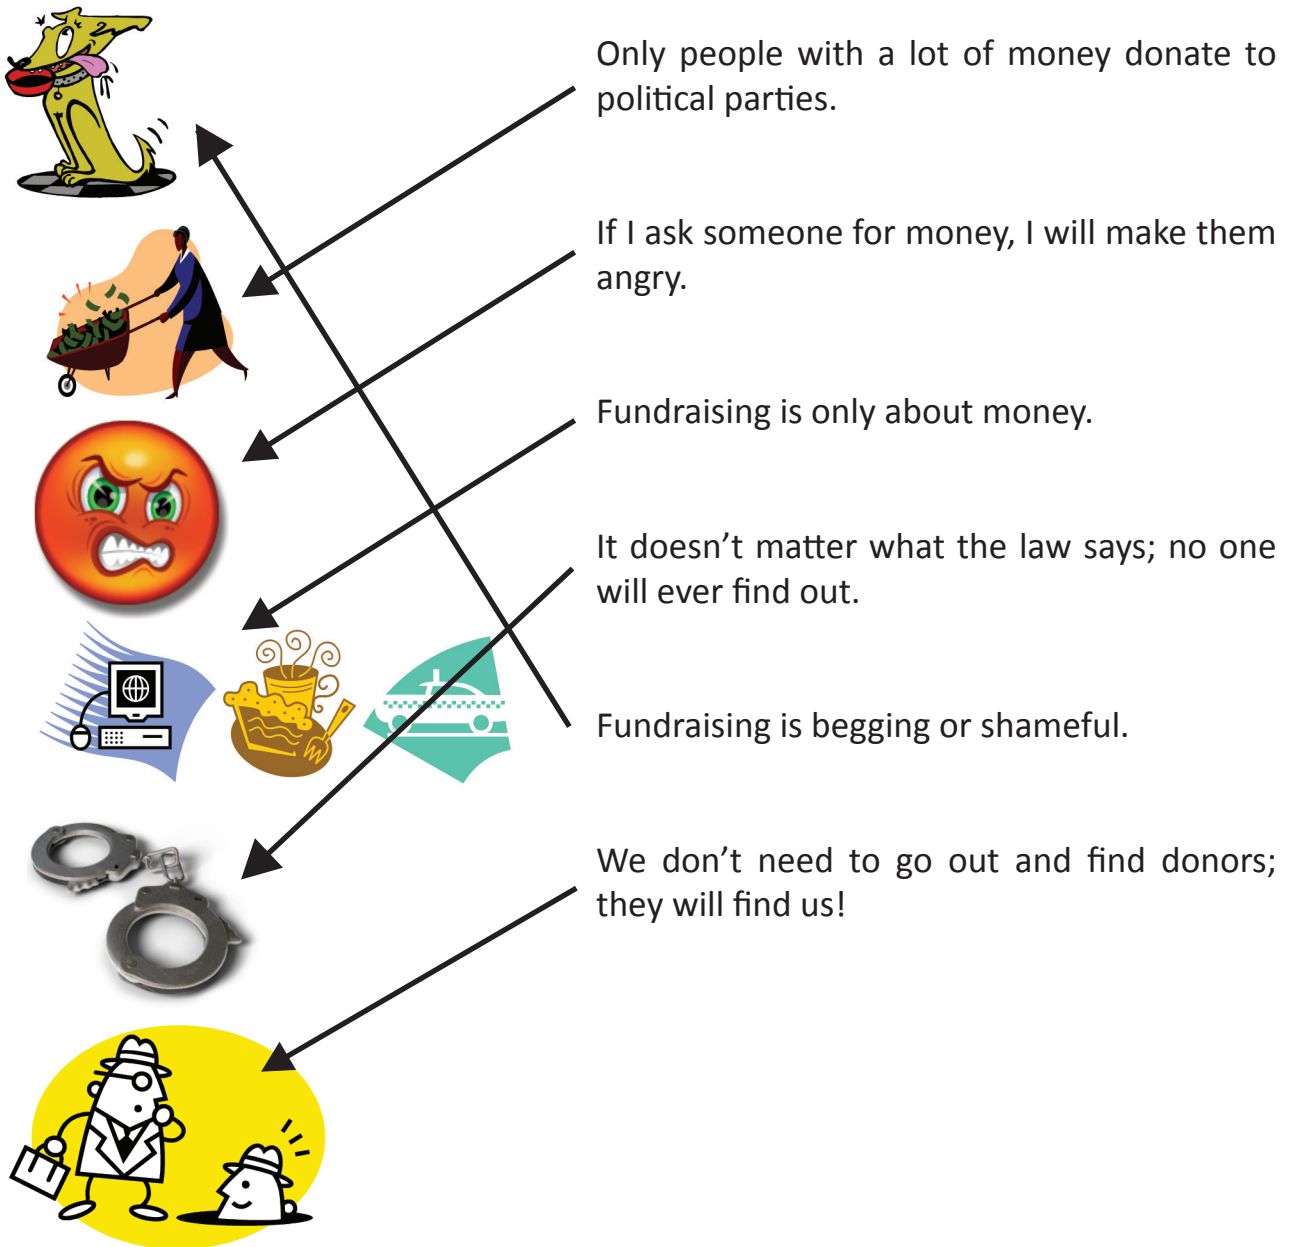 Only people with a lot of money donate to
political parties.
If I ask someone for money, I will make them
angry.
Fundraising is only about money.
It doesn’t matter what the law says; no one
will ever find out.
Fundraising is begging or shameful.
We don’t need to go out and find donors;
they will find us!